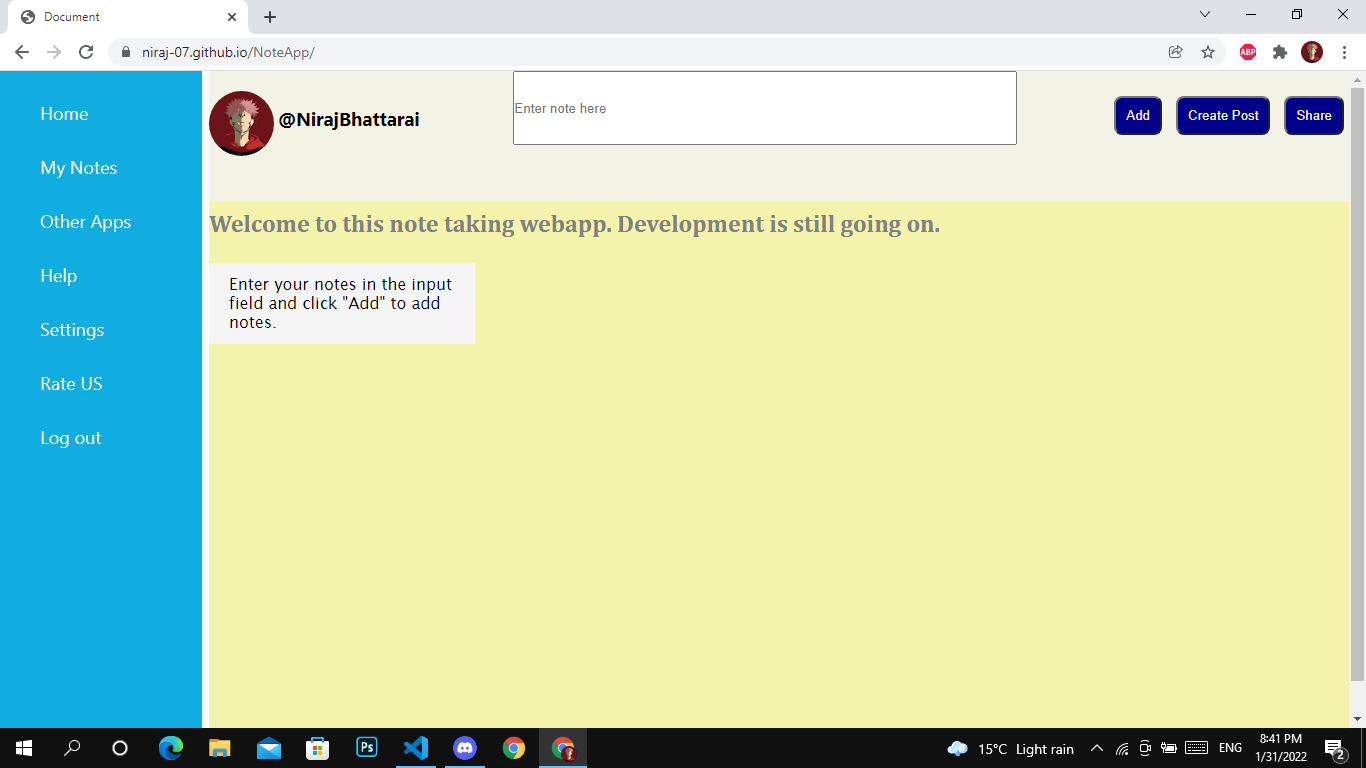 Document
niraj-07.github.io/NoteApp/
ABP
Home
My Notes
Other Apps
Help
Settings
Rate US
Log out
@NirajBhattarai
Enter note here
Add
Create Post
Share
Welcome to this note taking webapp. Development is still going on.
Enter your notes in the input
field and click "Add" to add
notes.
Ps
15°C Light rain
ENG
8:41 PM
1/31/2022
2